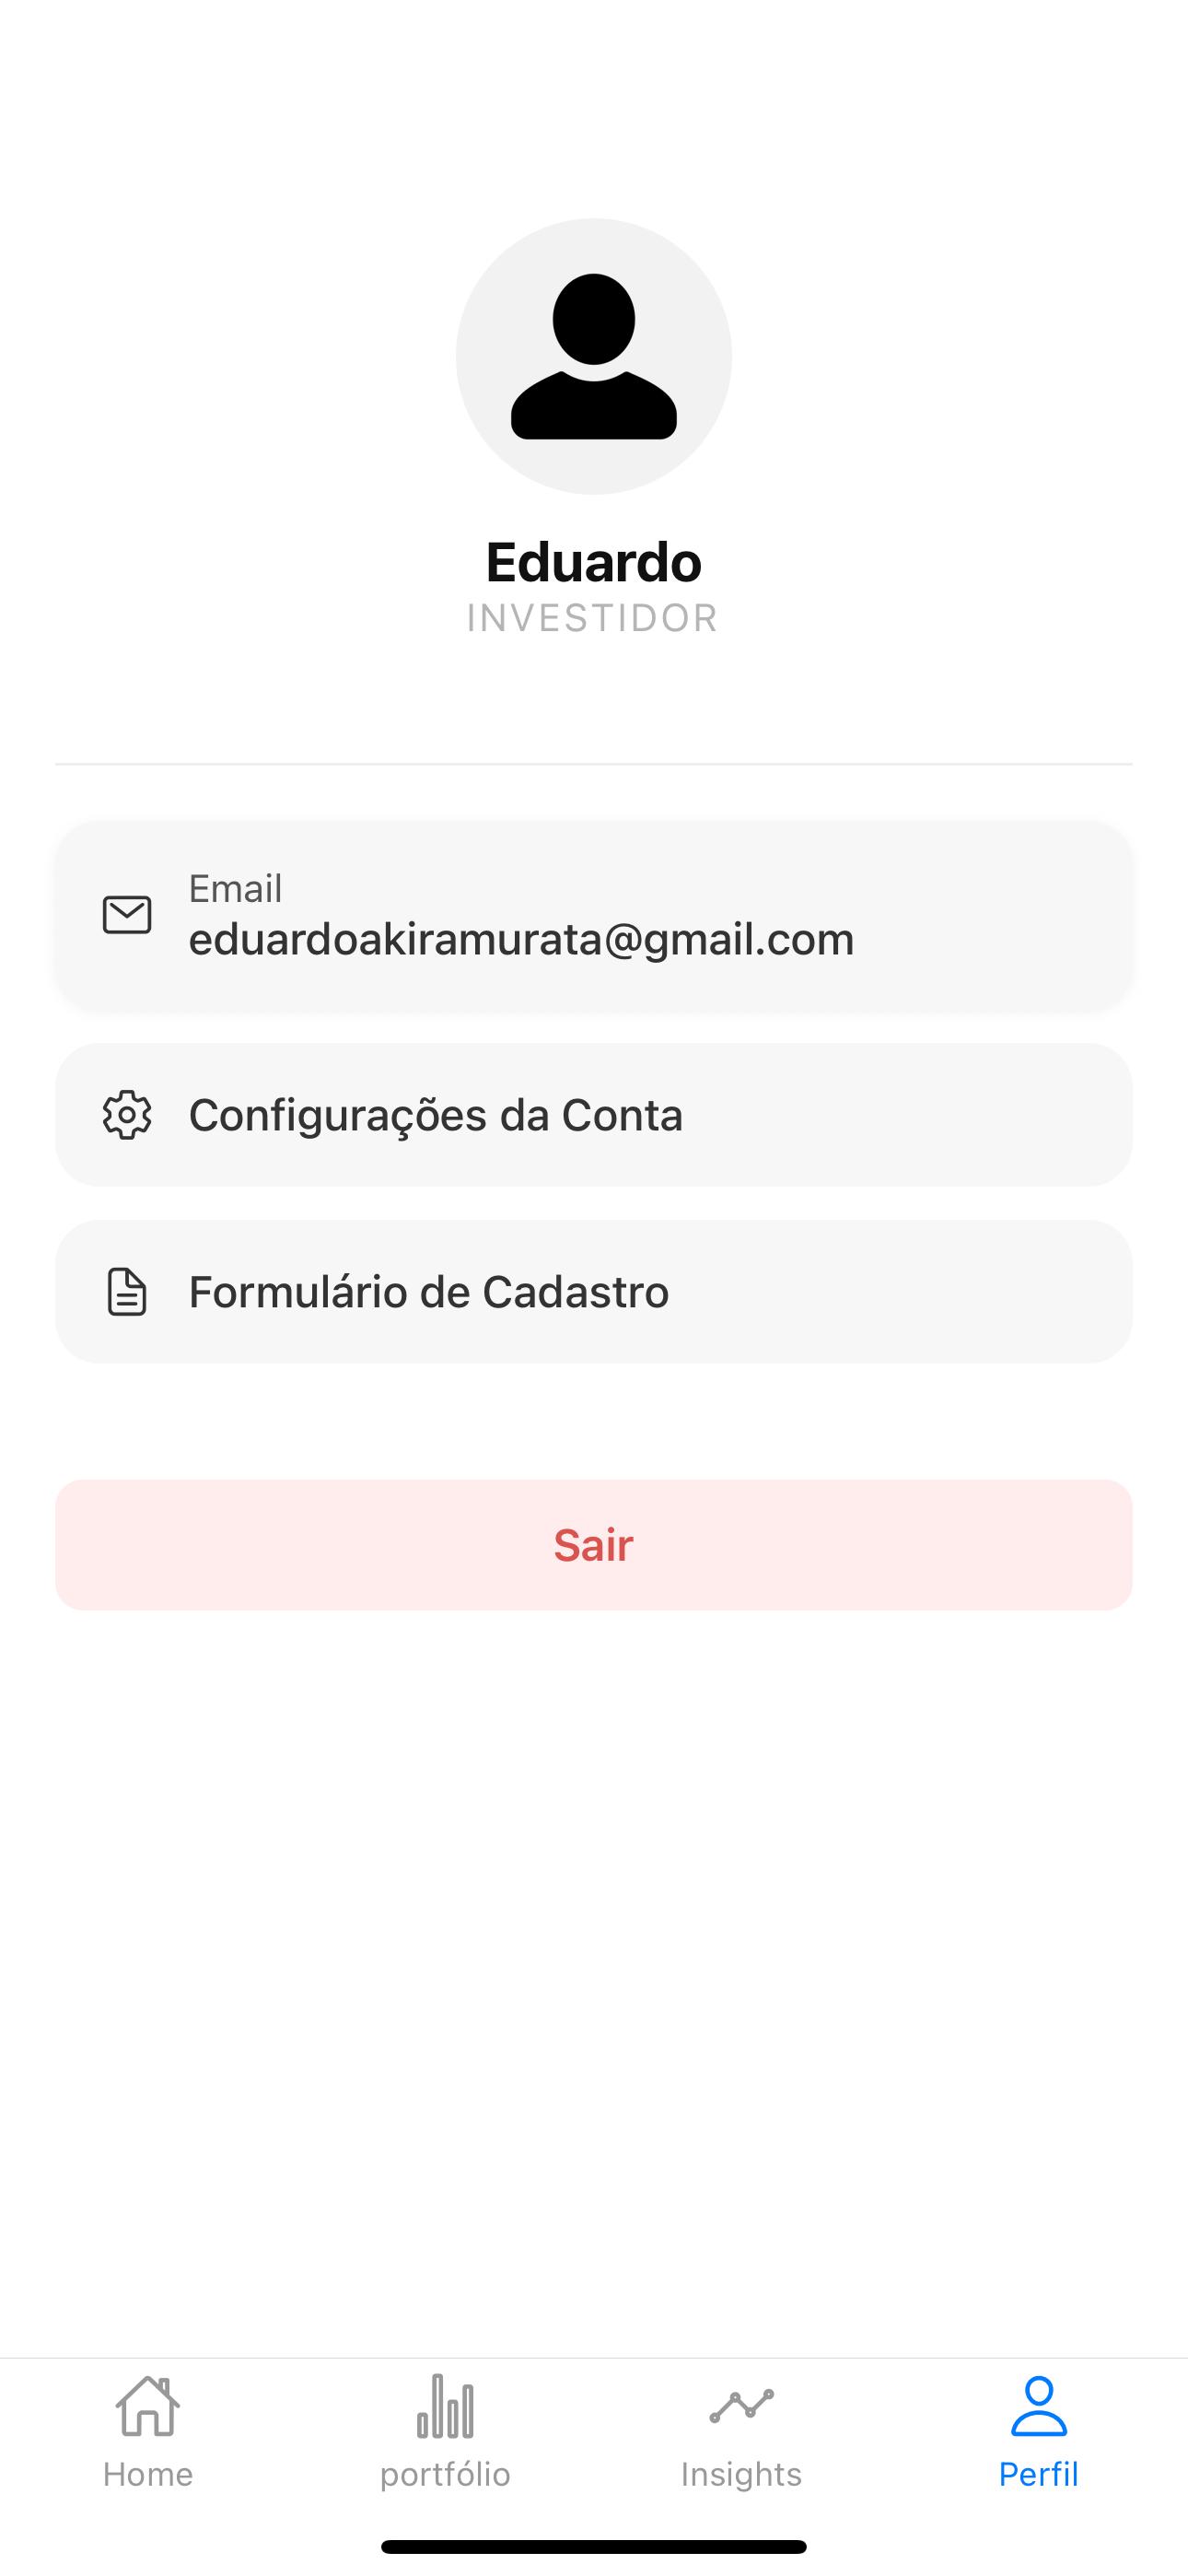 Eduardo
INVESTIDOR
Email
eduardoakiramurata@gmail.com
Configurações da Conta
Formulário de Cadastro
Sair
Home
portfólio
Insights
Perfil